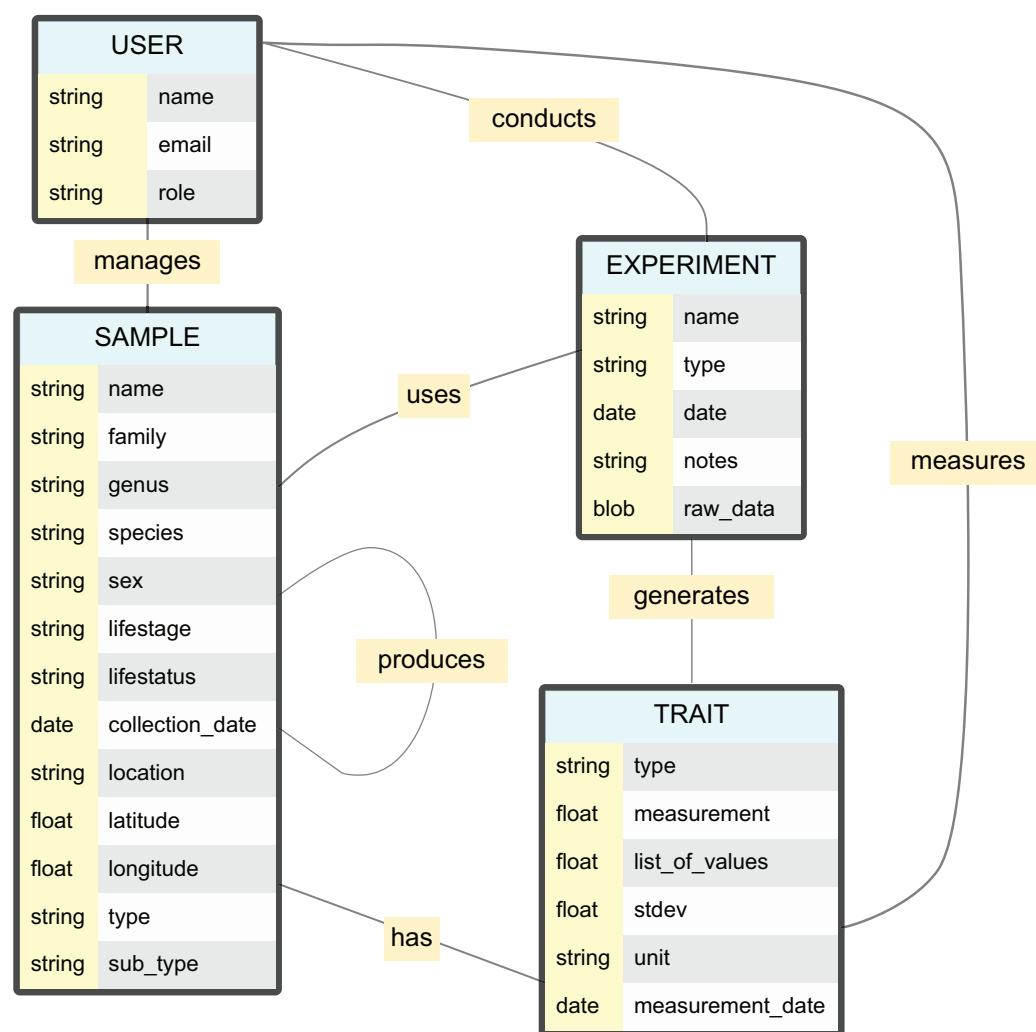 USER
string name
string email
string role
conducts
manages
EXPERIMENT
string name
string type
date date
string notes
blob raw_data
SAMPLE
string name
string family
string genus
string species
string sex
string lifestage
string lifestatus
date collection_date
string location
float latitude
float longitude
string type
string sub_type
uses
measures
generates
produces
TRAIT
string type
float measurement
float list_of_values
float stdev
string unit
date measurement_date
has